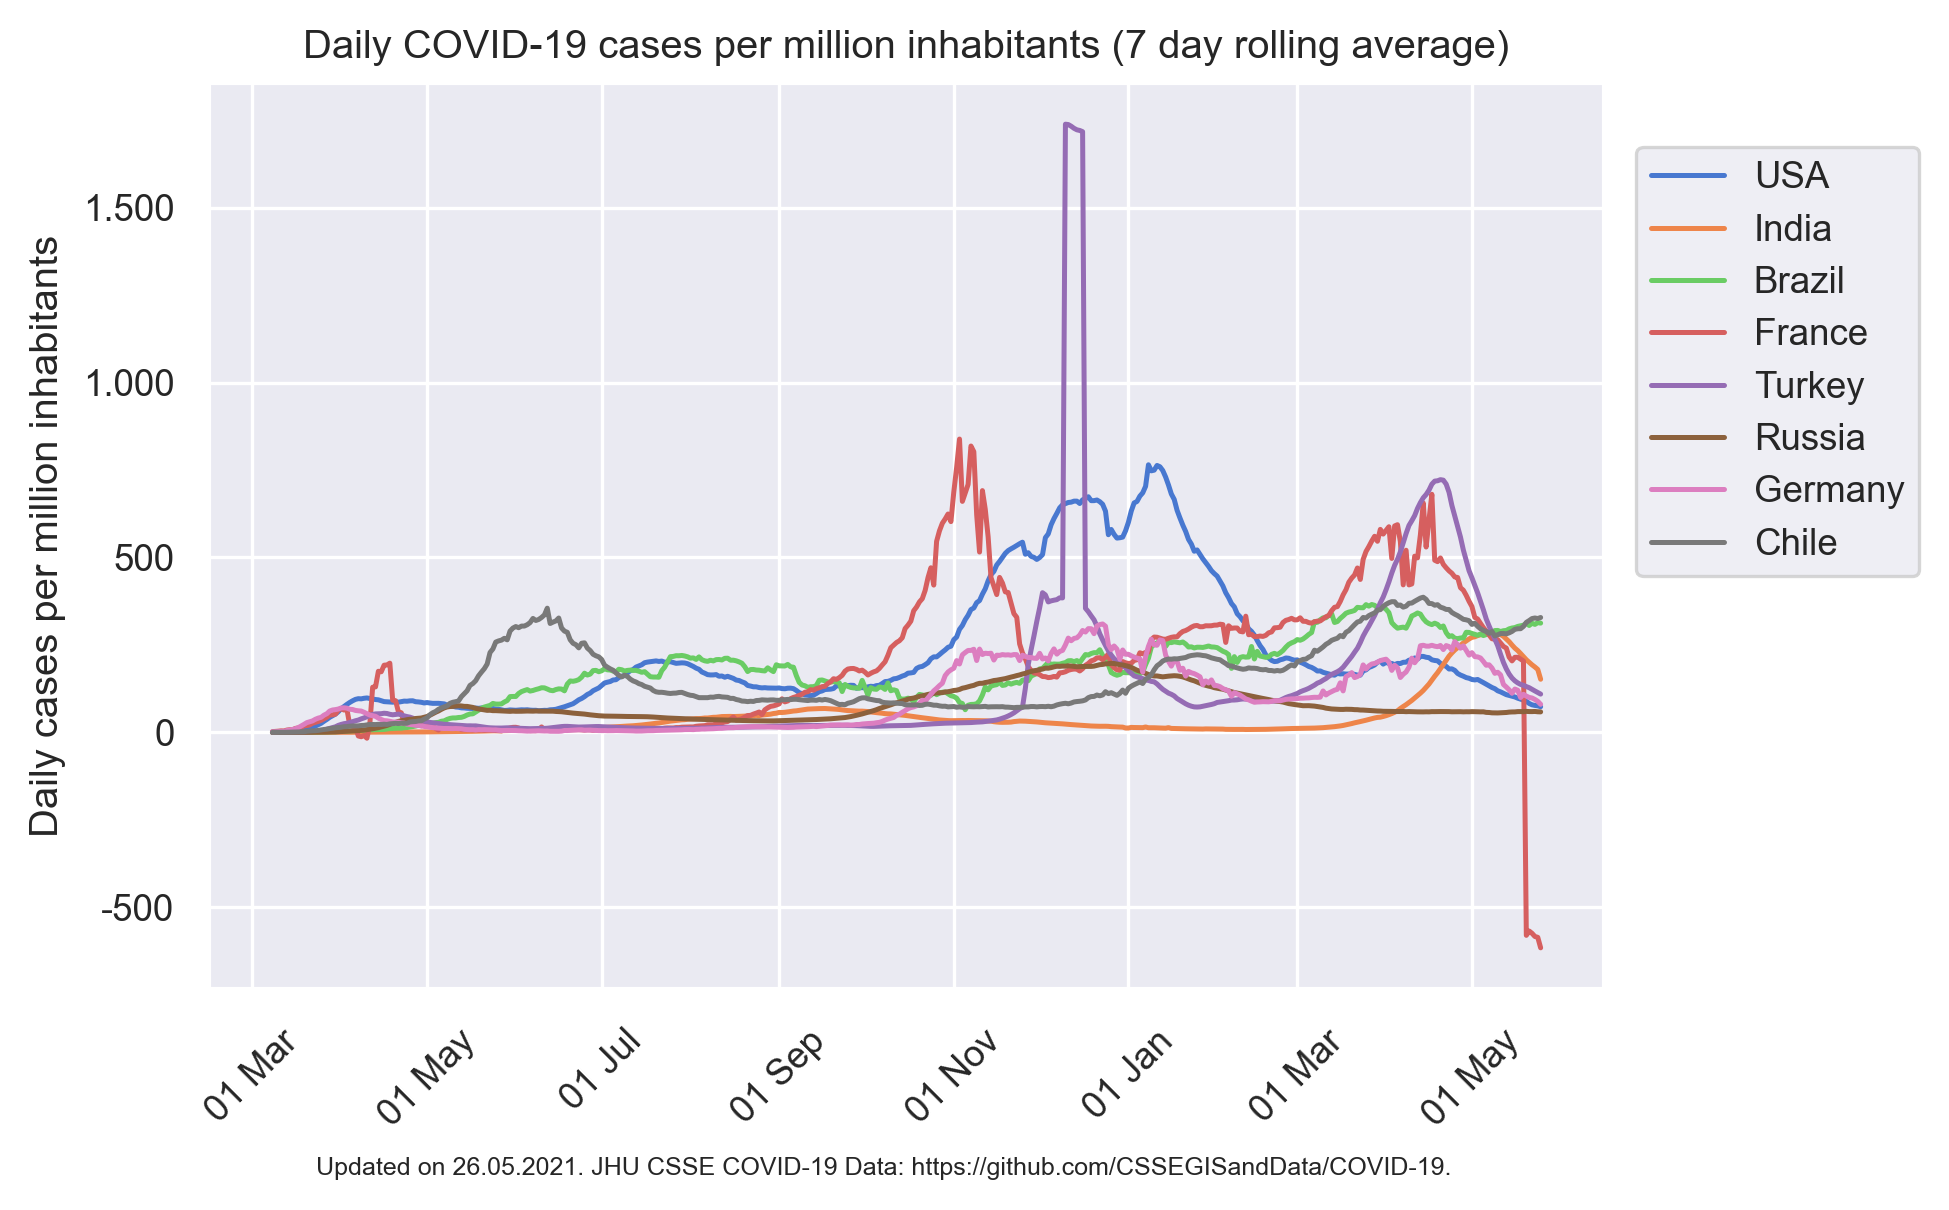 Daily COVID-19 cases per million inhabitants (7 day rolling average)
Daily cases per million inhabitants
1.500
1.000
500
0
-500
01 Mar
01 May
01 Jul
01 Sep
01 Nov
01 Jan
01 Mar
01 May
USA
India
Brazil
France
Turkey
Russia
Germany
Chile
Updated on 26.05.2021. JHU CSSE COVID-19 Data: https://github.com/CSSEGISandData/COVID-19.